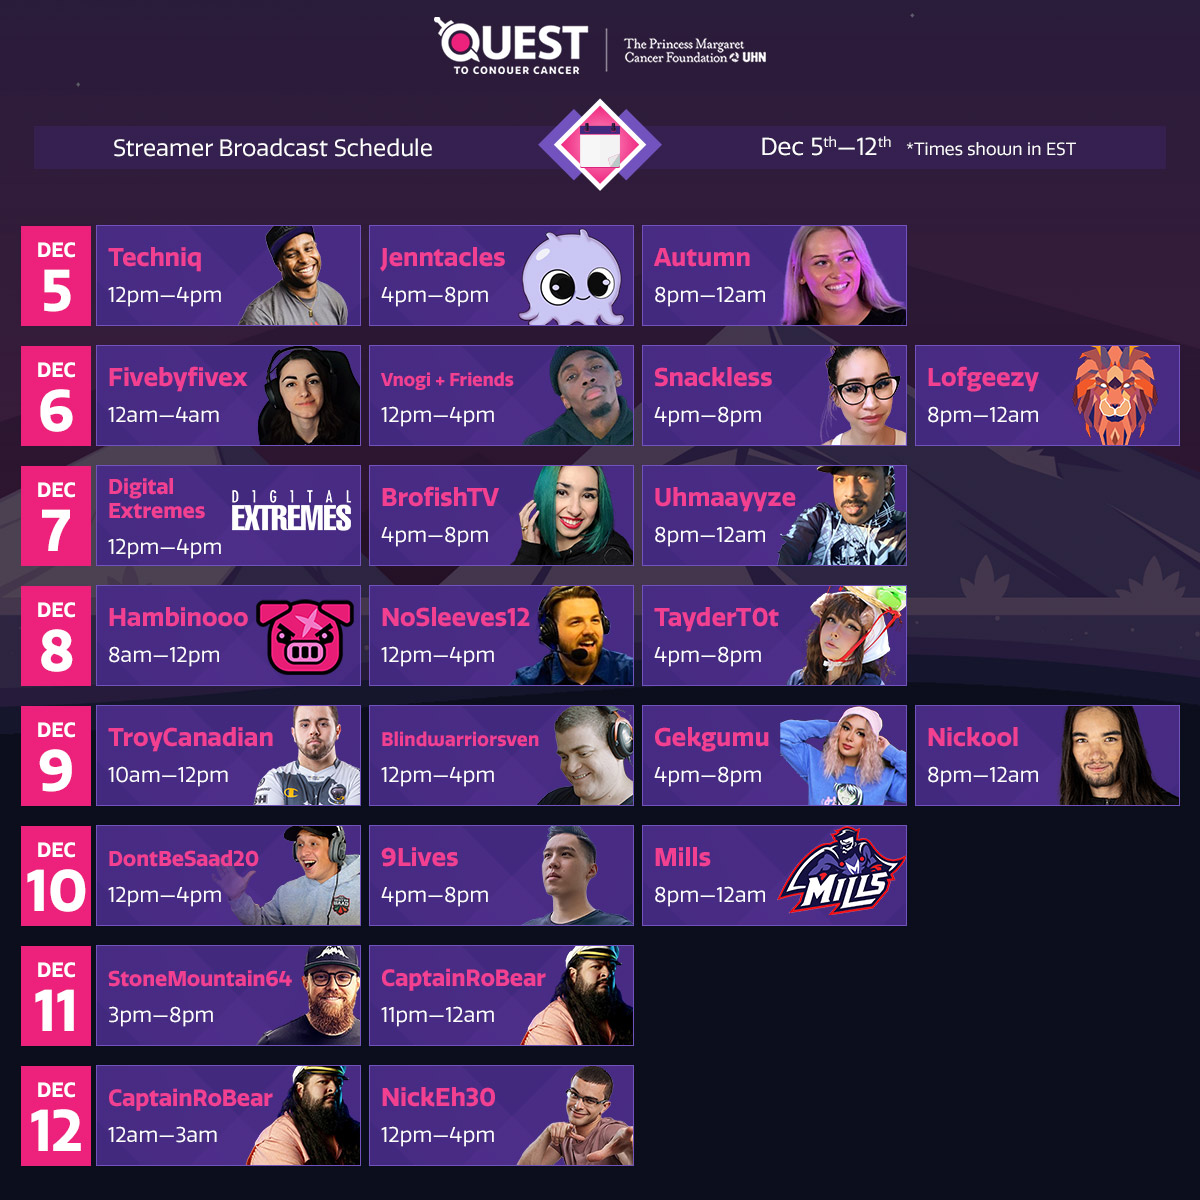 QUEST
TO CONQUER CANCER
The Princess Margaret
Cancer Foundation UHN
Streamer Broadcast Schedule
Dec 5th—12th *Times shown in EST
DEC
5
Techniq
12pm—4pm
Jenntacles
4pm—8pm
Autumn
8pm—12am
DEC
6
Fivebyfivex
12am—4am
Vnogi + Friends
12pm—4pm
Snackless
4pm—8pm
Lofgeezy
8pm—12am
DEC
7
Digital
Extremes
12pm—4pm
D1G1TAL
EXTREMES
BrofishTV
4pm—8pm
Uhmaayyze
8pm—12am
DEC
8
Hambinooo
8am—12pm
NoSleeves12
12pm—4pm
TayderT0t
4pm—8pm
DEC
9
TroyCanadian
10am—12pm
Blindwarriorsven
12pm—4pm
Gekgumu
4pm—8pm
Nickool
8pm—12am
DEC
10
DontBeSaad20
12pm—4pm
9Lives
4pm—8pm
Mills
8pm—12am
MILLS
DEC
11
StoneMountain64
3pm—8pm
CaptainRoBear
11pm—12am
DEC
12
CaptainRoBear
12am—3am
NickEh30
12pm—4pm